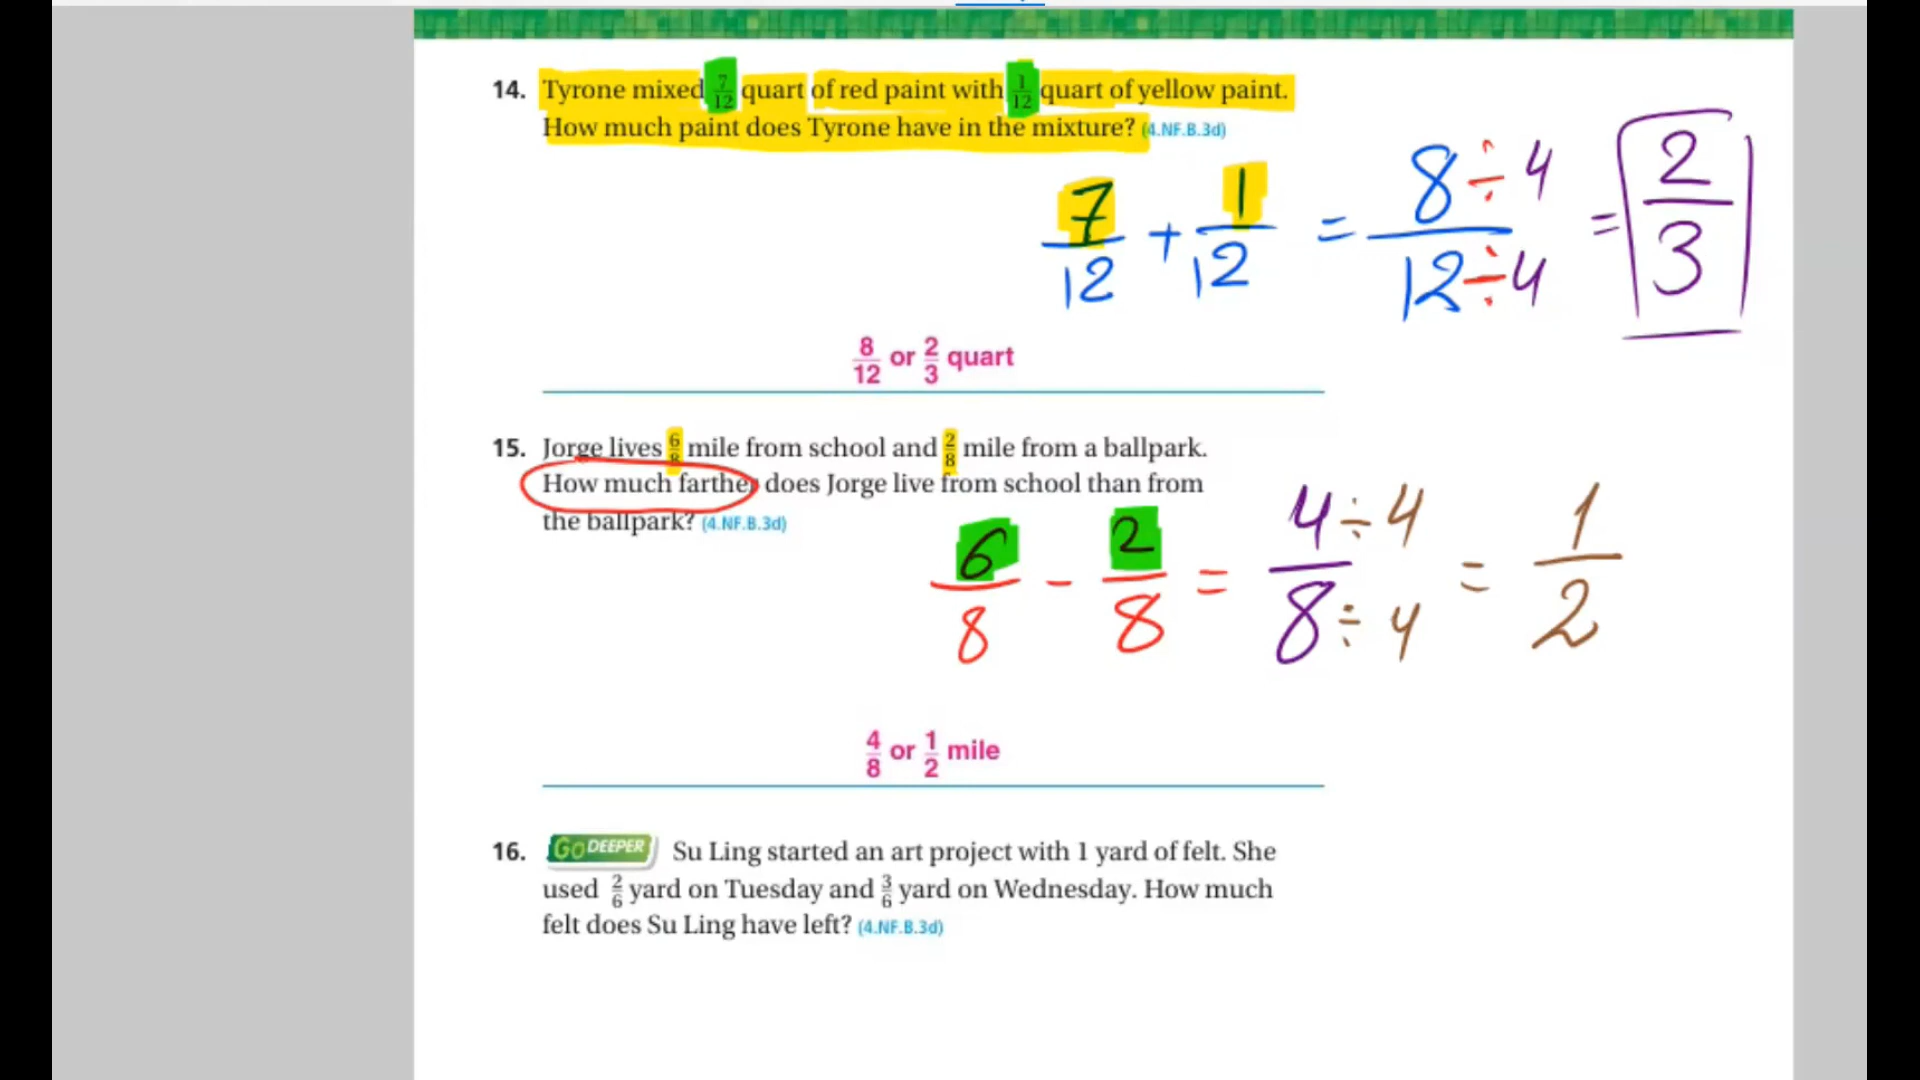 14. Tyrone mixed 7/12 quart of red paint with 1/12 quart of yellow paint.
How much paint does Tyrone have in the mixture? (4.NF.B.3d)
7/12 + 1/12 = 8÷4/12÷4 = 2/3
8/12 or 2/3 quart
15. Jorge lives 6/8 mile from school and 2/8 mile from a ballpark.
How much farther does Jorge live from school than from
the ballpark? (4.NF.B.3d)
6/8 - 2/8 = 4÷4/8÷4 = 1/2
4/8 or 1/2 mile
16. GO DEEPER Su Ling started an art project with 1 yard of felt. She
used 2/6 yard on Tuesday and 3/6 yard on Wednesday. How much
felt does Su Ling have left? (4.NF.B.3d)